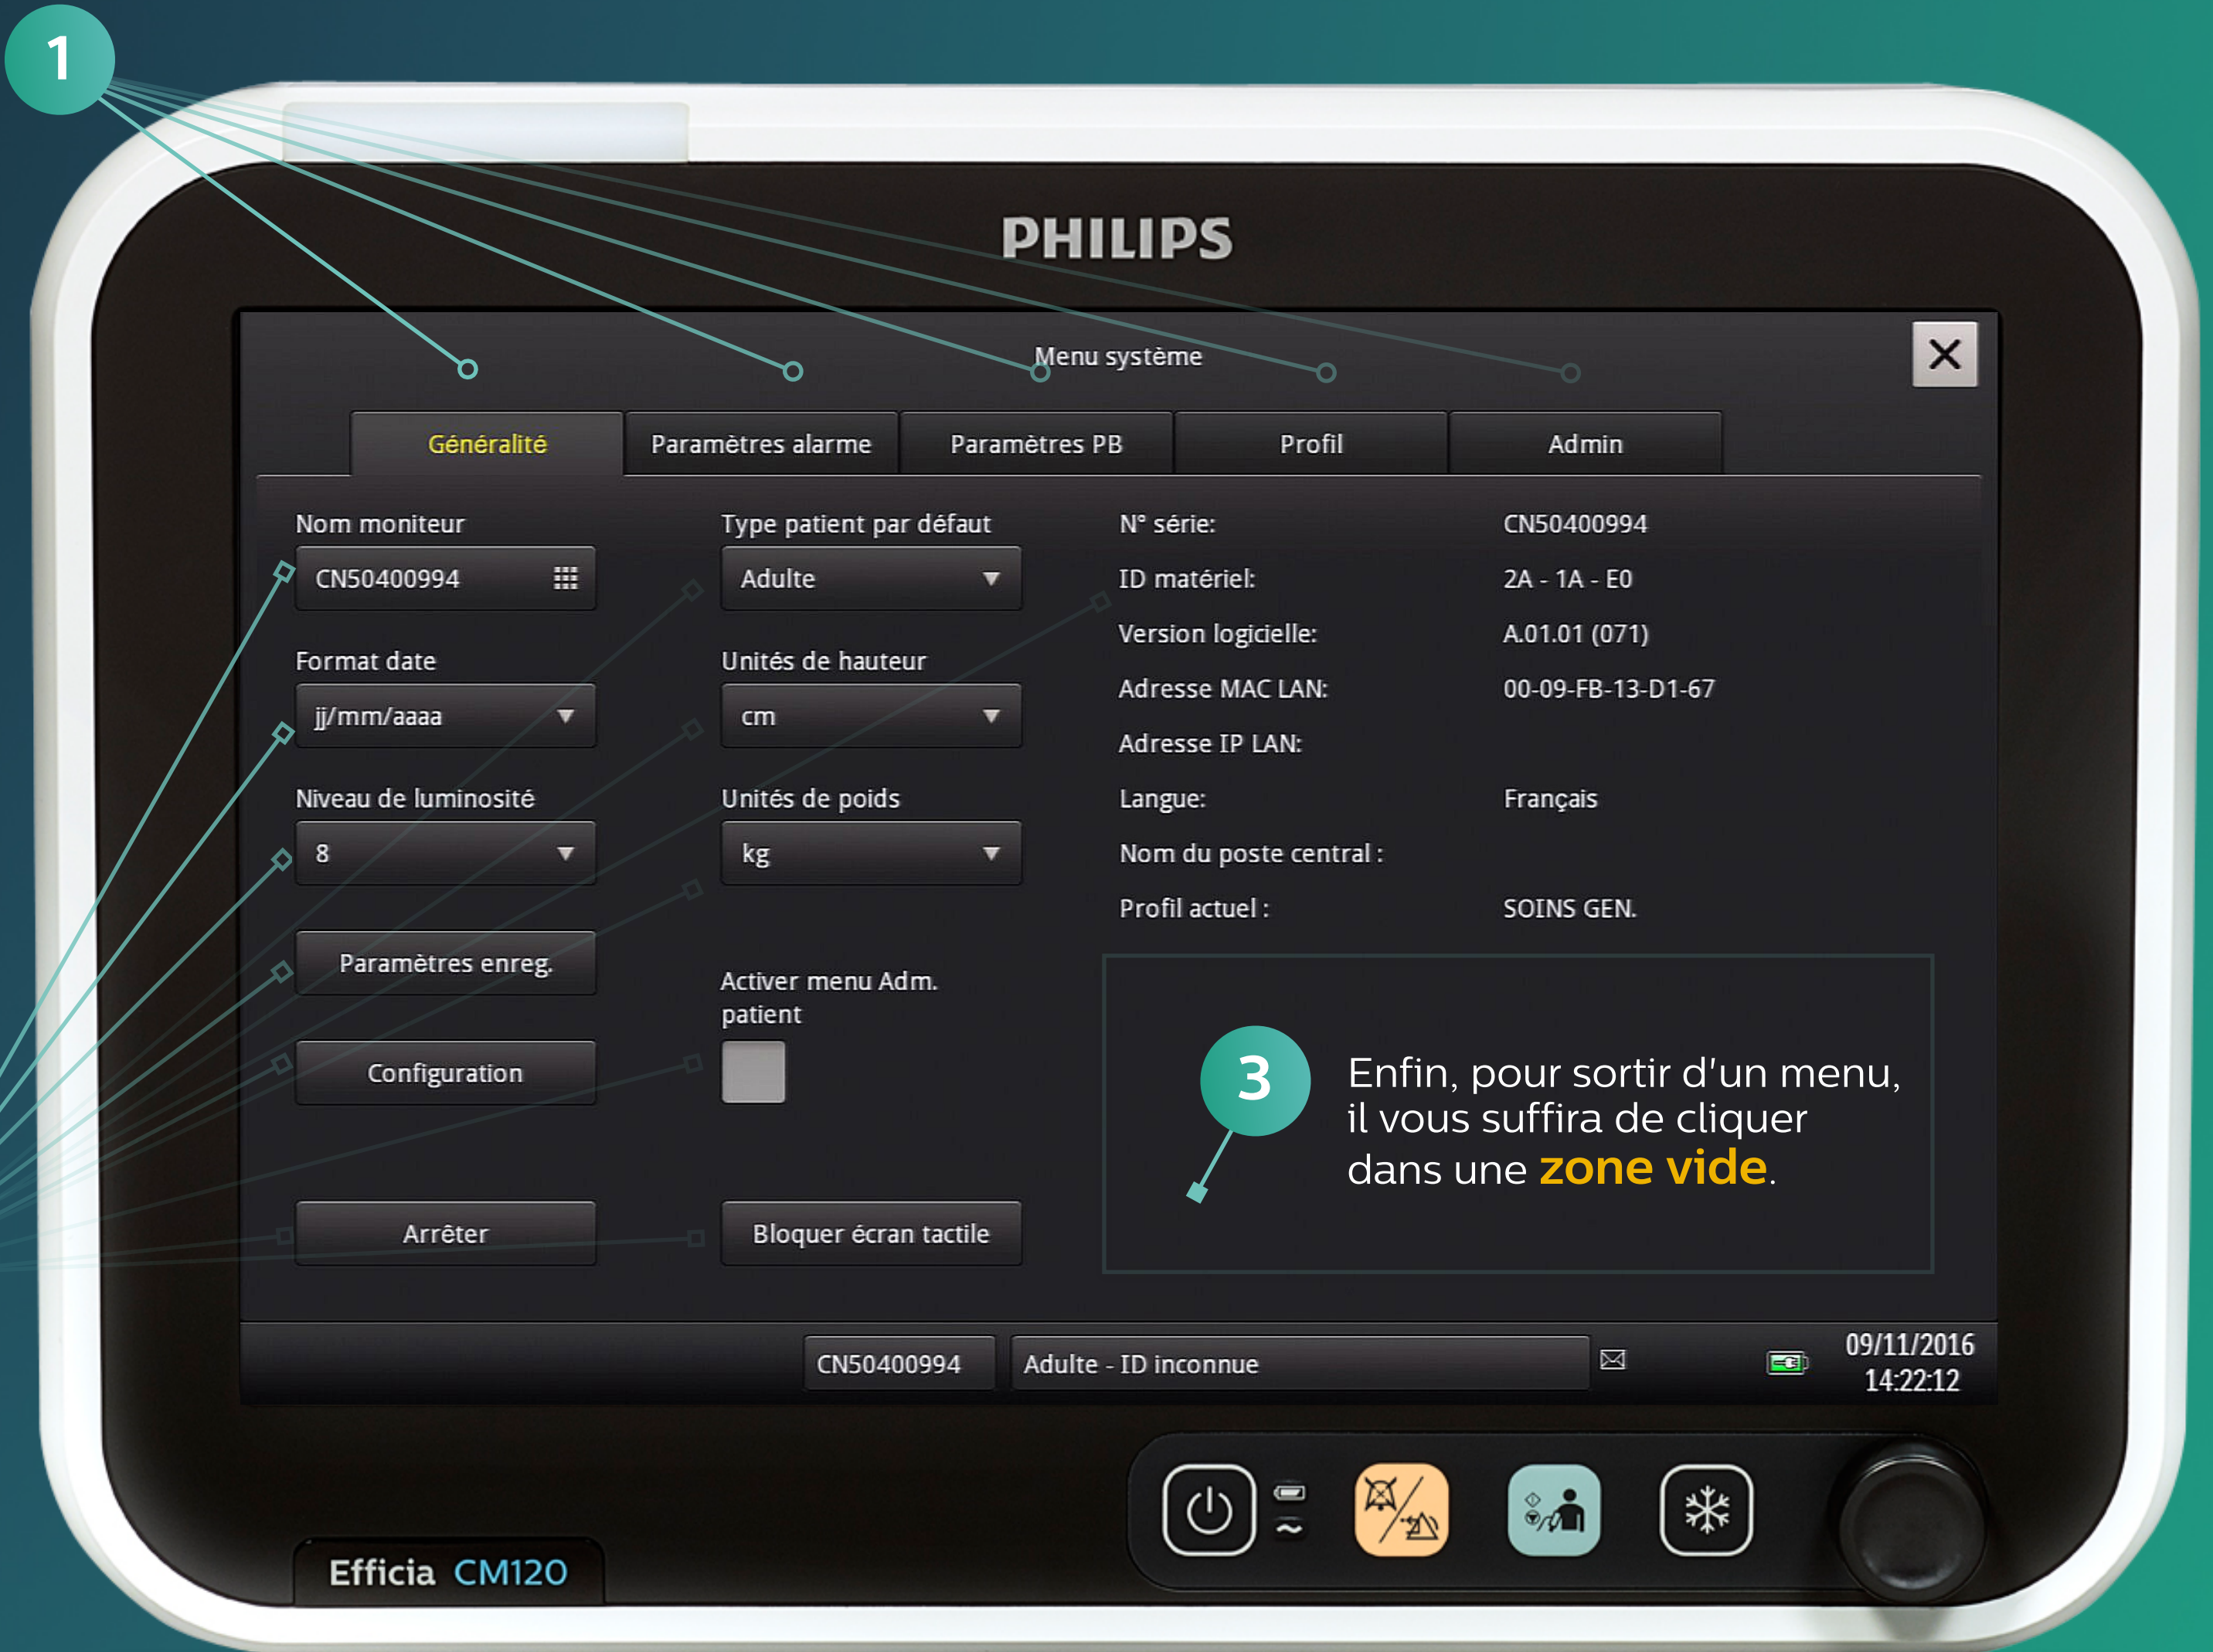 1
PHILIPS
Menu système
Généralité
Paramètres alarme
Paramètres PB
Profil
Admin
Nom moniteur
CN50400994
Format date
jj/mm/aaaa
Niveau de luminosité
8
Paramètres enreg.
Configuration
Arrêter
Type patient par défaut
Adulte
Unités de hauteur
cm
Unités de poids
kg
Activer menu Adm.
patient
Bloquer écran tactile
N° série: CN50400994
ID matériel: 2A - 1A - E0
Version logicielle: A.01.01 (071)
Adresse MAC LAN: 00-09-FB-13-D1-67
Adresse IP LAN:
Langue: Français
Nom du poste central :
Profil actuel : SOINS GEN.
3
Enfin, pour sortir d'un menu,
il vous suffira de cliquer
dans une zone vide.
CN50400994
Adulte - ID inconnue
09/11/2016
14:22:12
Efficia CM120